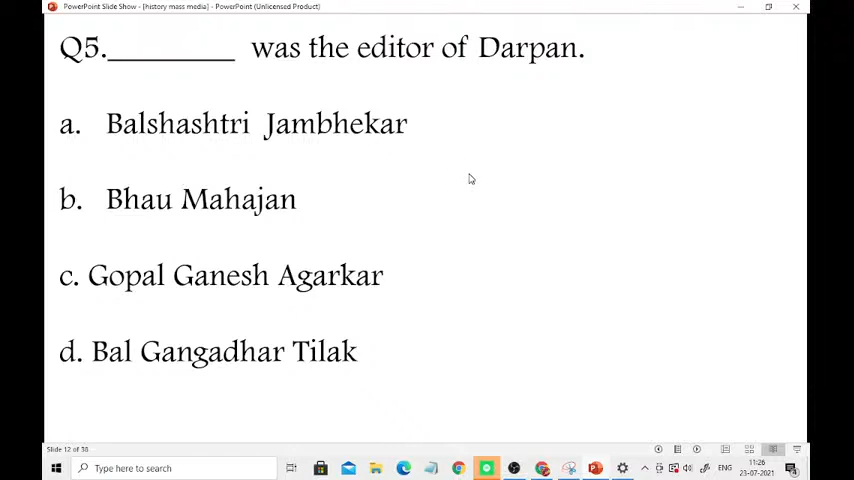 PowerPoint Slide Show - [history mass media] - PowerPoint (Unlicensed Product)
Q5.________ was the editor of Darpan.
a. Balshashtri Jambhekar
b. Bhau Mahajan
c. Gopal Ganesh Agarkar
d. Bal Gangadhar Tilak
Slide 12 of 38
Type here to search
ENG
11:26
23-07-2021